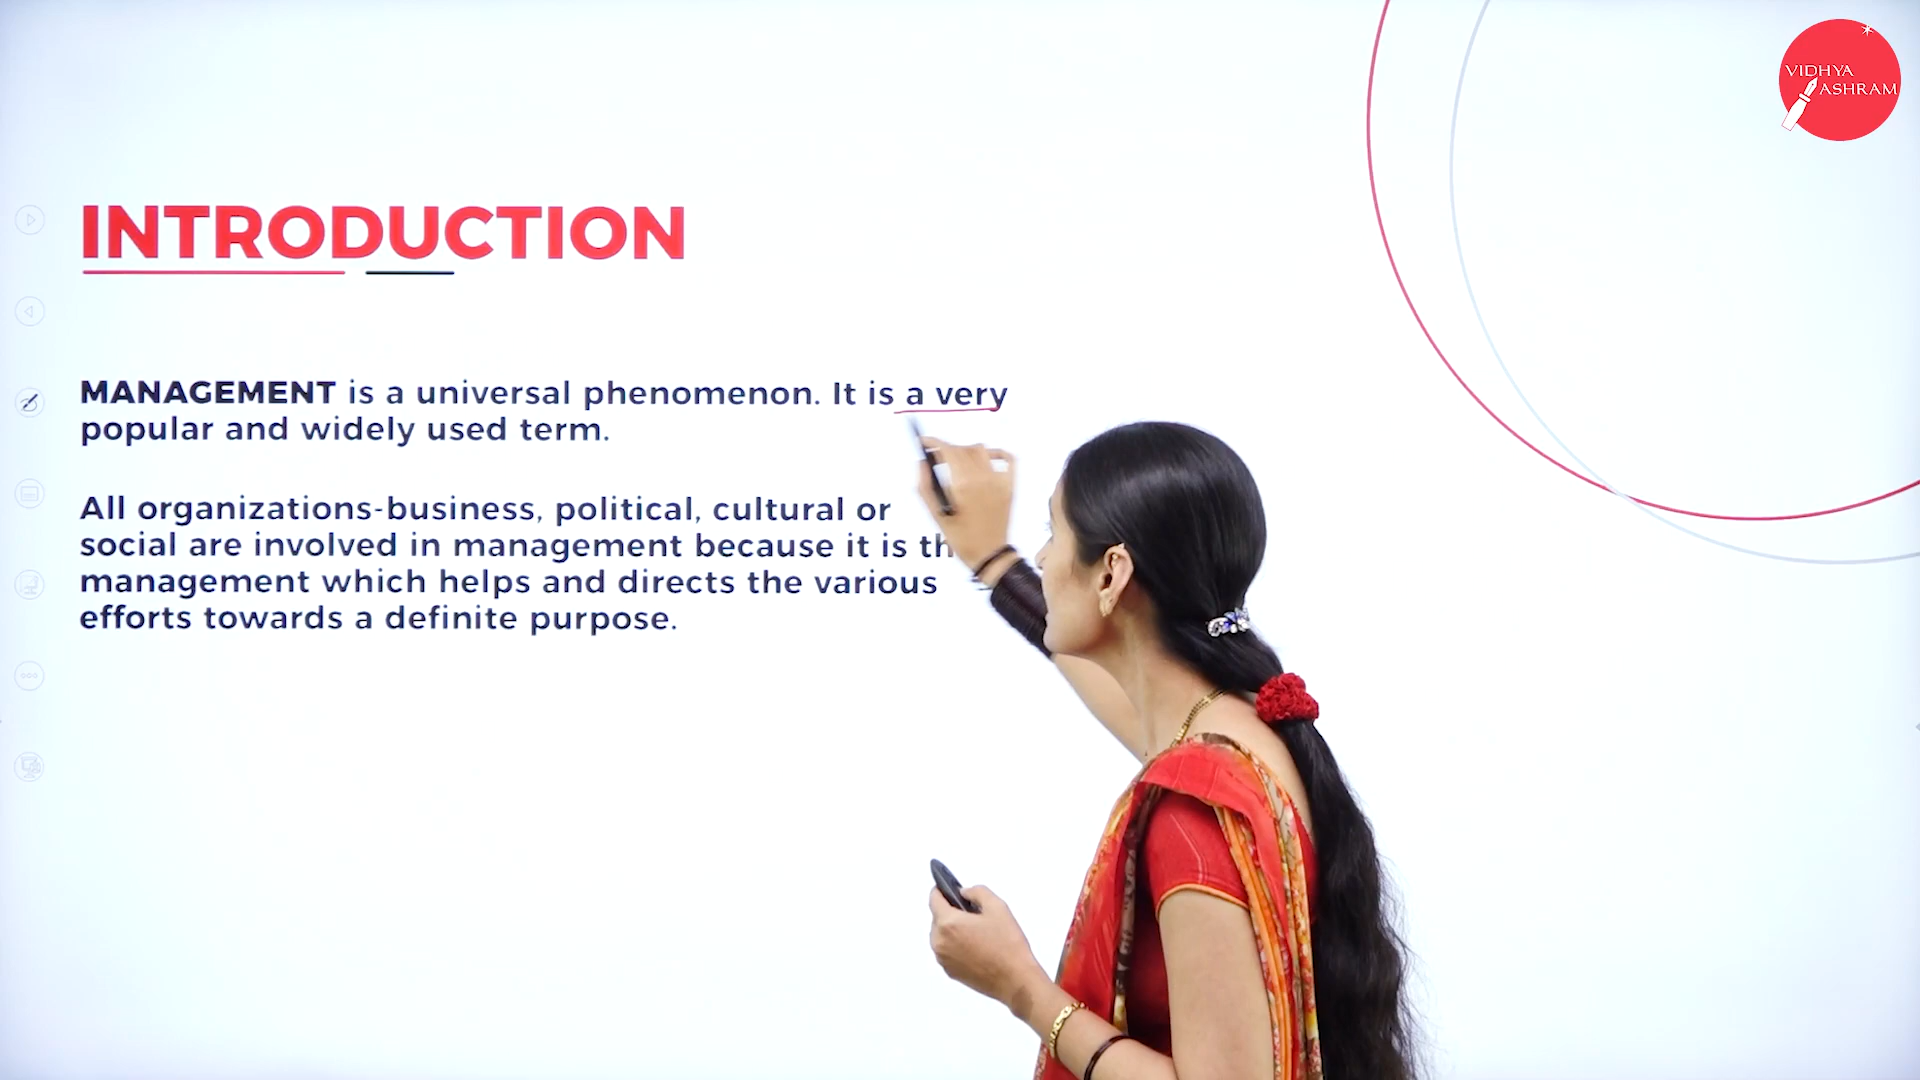 VIDHYA
ASHRAM
INTRODUCTION
MANAGEMENT is a universal phenomenon. It is a very
popular and widely used term.
All organizations-business, political, cultural or
social are involved in management because it is th
management which helps and directs the various
efforts towards a definite purpose.